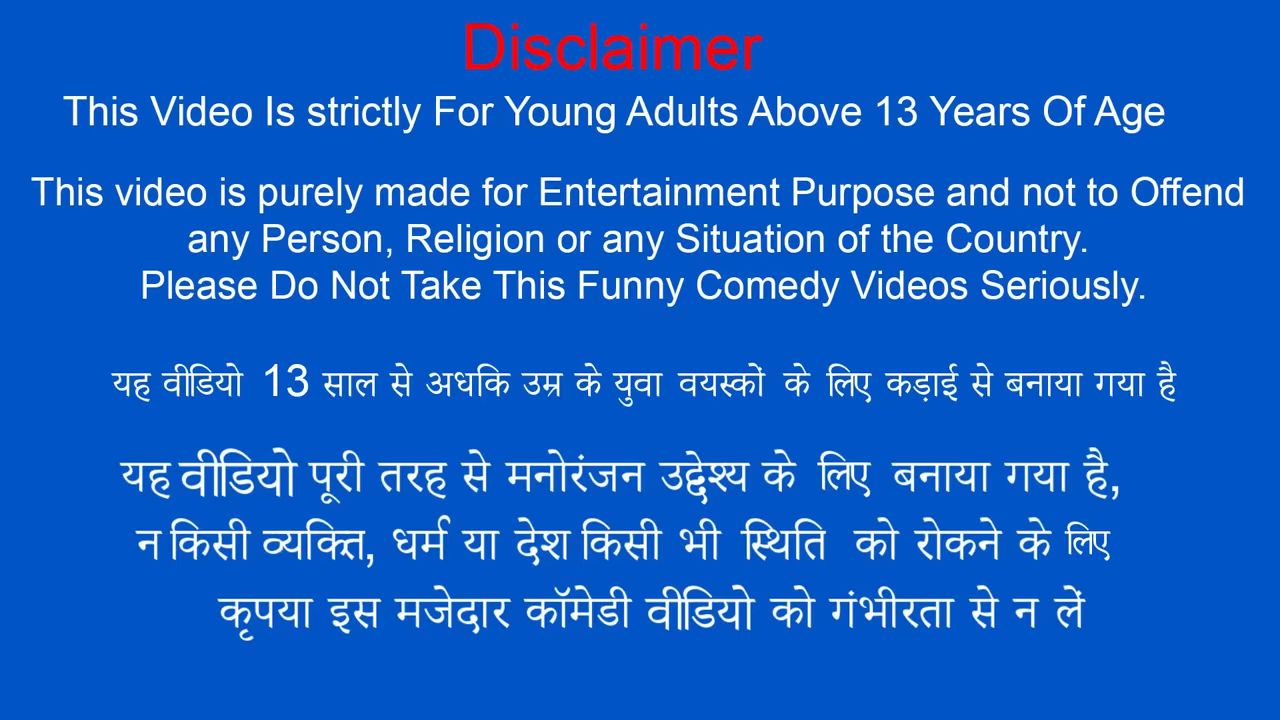 Disclaimer
This Video Is strictly For Young Adults Above 13 Years Of Age
This video is purely made for Entertainment Purpose and not to Offend
any Person, Religion or any Situation of the Country.
Please Do Not Take This Funny Comedy Videos Seriously.
यह वीडियो 13 साल से अधकि उम्र के युवा वयस्कों के लिए कड़ाई से बनाया गया है
यह वीडियो पूरी तरह से मनोरंजन उद्देश्य के लिए बनाया गया है,
न किसी व्यक्ति, धर्म या देश किसी भी स्थिति को रोकने के लिए
कृपया इस मजेदार कॉमेडी वीडियो को गंभीरता से न लें